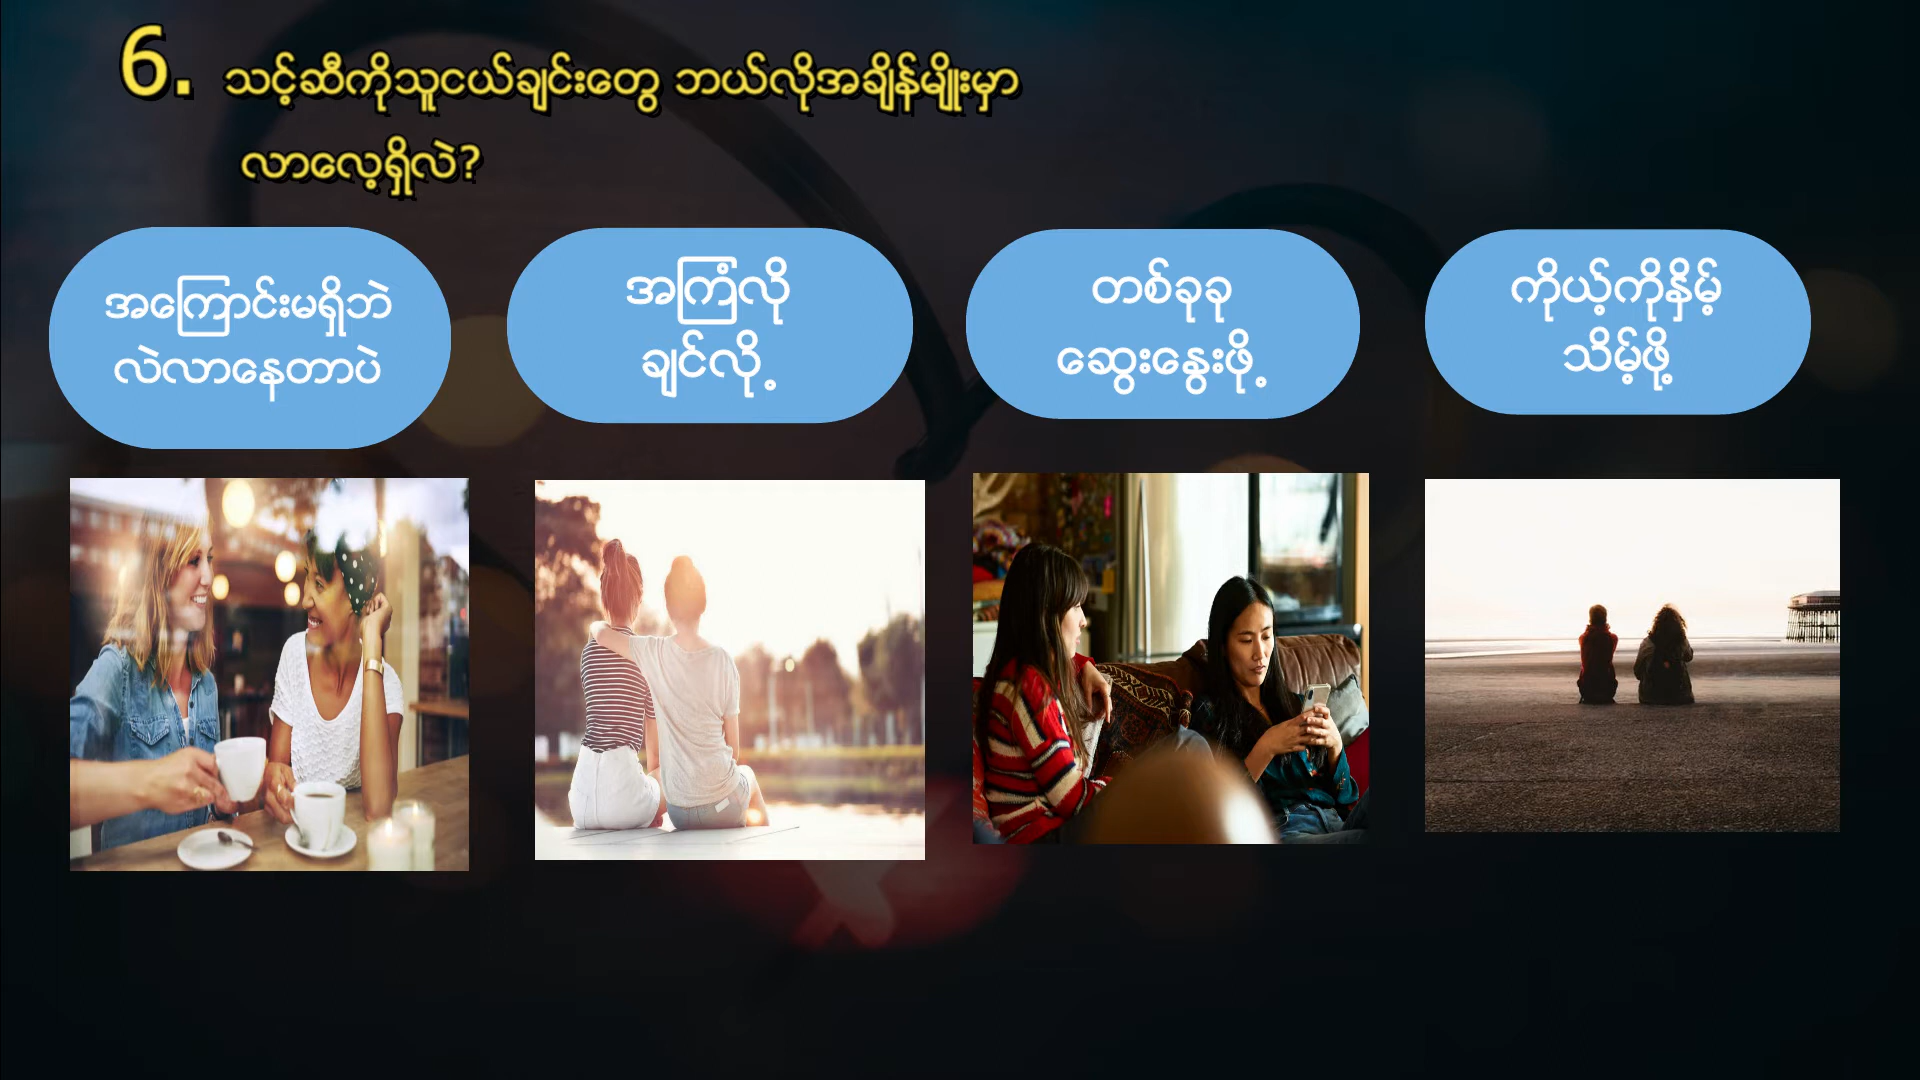 6. သင့်ဆီကိုသူငယ်ချင်းတွေ ဘယ်လိုအချိန်မျိုးမှာ
လာလေ့ရှိလဲ?
အကြောင်းမရှိဘဲ
လဲလာနေတာပဲ
အကြံလို
ချင်လို့
တစ်ခုခု
ဆွေးနွေးဖို့
ကိုယ့်ကိုနှိမ့်
သိမ့်ဖို့